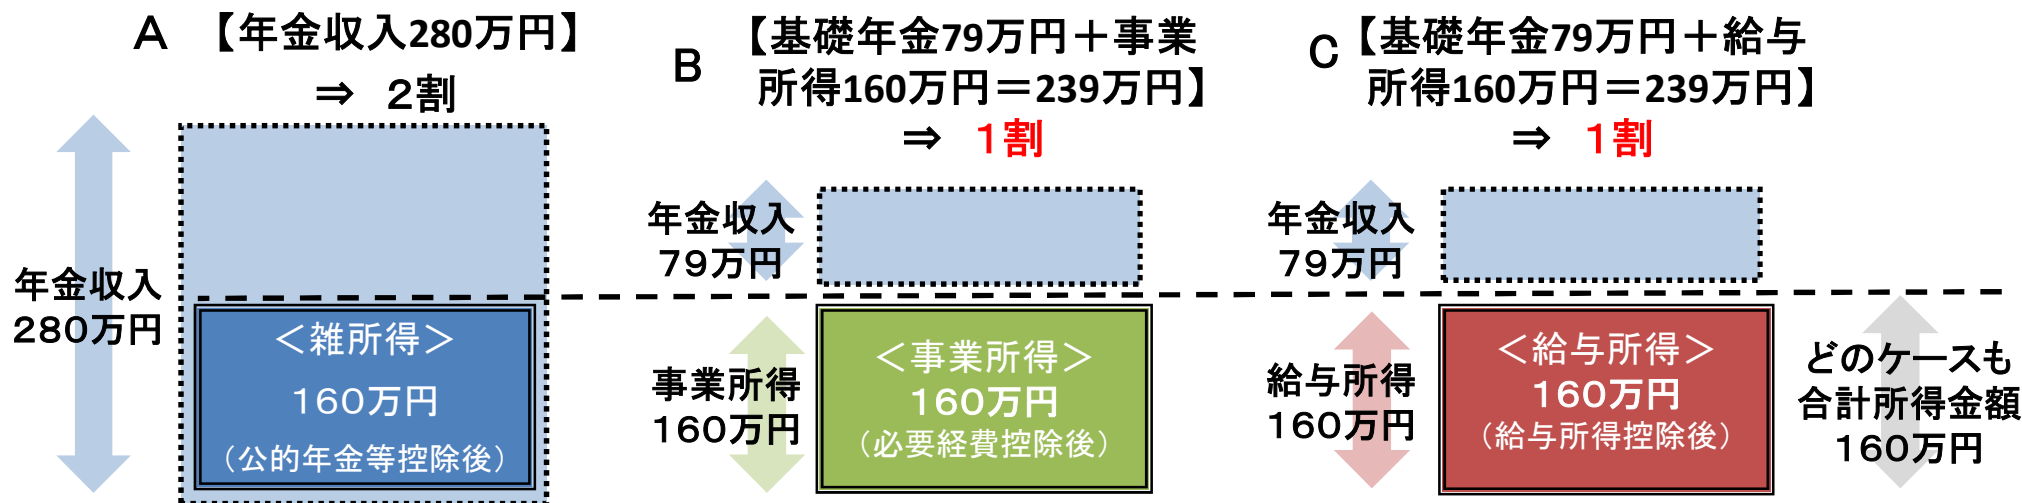 A 【年金収入280万円】
⇒ 2割
年金収入
280万円
＜雑所得＞
160万円
（公的年金等控除後）
B 【基礎年金79万円＋事業
所得160万円＝239万円】
⇒ 1割
年金収入
79万円
事業所得
160万円
＜事業所得＞
160万円
（必要経費控除後）
C 【基礎年金79万円＋給与
所得160万円＝239万円】
⇒ 1割
年金収入
79万円
給与所得
160万円
＜給与所得＞
160万円
（給与所得控除後）
どのケースも
合計所得金額
160万円